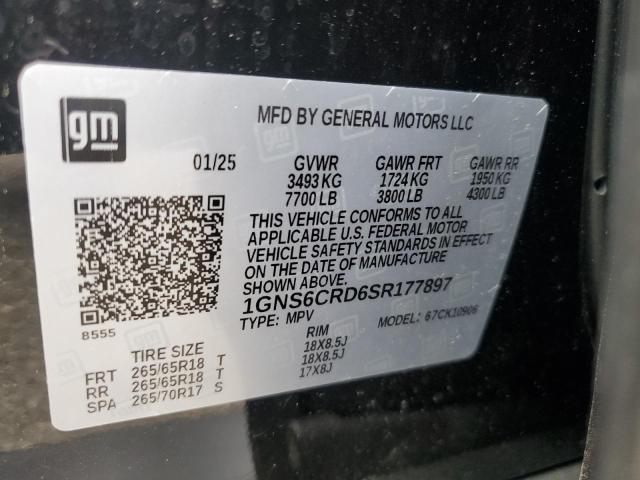 gm
MFD BY GENERAL MOTORS LLC
01/25 GVWR GAWR FRT GAWR RR
3493 KG 1724 KG 1950 KG
7700 LB 3800 LB 4300 LB
THIS VEHICLE CONFORMS TO ALL
APPLICABLE U.S. FEDERAL MOTOR
VEHICLE SAFETY STANDARDS IN EFFECT
ON THE DATE OF MANUFACTURE
SHOWN ABOVE.
1GNS6CRD6SR177897
TYPE: MPV MODEL: 67CK10906
8555
TIRE SIZE RIM
FRT 265/65R18 T 18X8.5J
RR 265/65R18 T 18X8.5J
SPA 265/70R17 S 17X8J